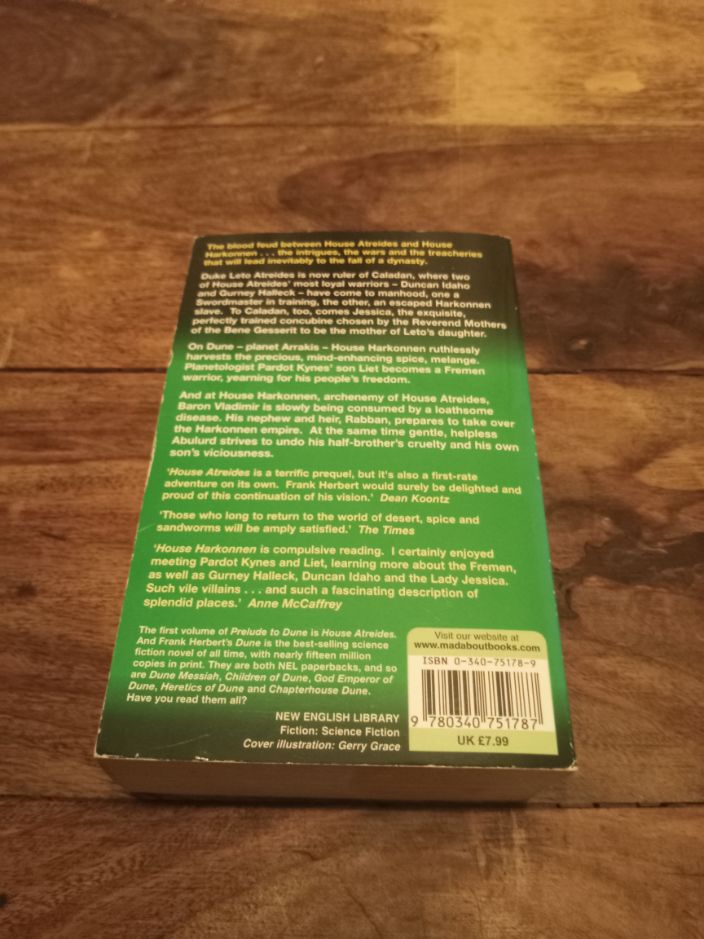 The blood feud between House Atreides and House
Harkonnen . . . the intrigues, the wars and the treacheries
that will lead inevitably to the fall of a dynasty.
Duke Leto Atreides is now ruler of Caladan, where two
of House Atreides' most loyal warriors – Duncan Idaho
and Gurney Halleck – have come to manhood, one a
Swordmaster in training, the other, an escaped Harkonnen
slave. To Caladan, too, comes Jessica, the exquisite,
perfectly trained concubine chosen by the Reverend Mothers
of the Bene Gesserit to be the mother of Leto's daughter.
On Dune – planet Arrakis – House Harkonnen ruthlessly
harvests the precious, mind-enhancing spice, melange.
Planetologist Pardot Kynes' son Liet becomes a Fremen
warrior, yearning for his people's freedom.
And at House Harkonnen, archenemy of House Atreides,
Baron Vladimir is slowly being consumed by a loathsome
disease. His nephew and heir, Rabban, prepares to take over
the Harkonnen empire. At the same time gentle, helpless
Abulurd strives to undo his half-brother's cruelty and his own
son's viciousness.
'House Atreides is a terrific prequel, but it's also a first-rate
adventure on its own. Frank Herbert would surely be delighted and
proud of this continuation of his vision.' Dean Koontz
'Those who long to return to the world of desert, spice and
sandworms will be amply satisfied.' The Times
'House Harkonnen is compulsive reading. I certainly enjoyed
meeting Pardot Kynes and Liet, learning more about the Fremen,
as well as Gurney Halleck, Duncan Idaho and the Lady Jessica.
Such vile villains . . . and such a fascinating description of
splendid places.' Anne McCaffrey
The first volume of Prelude to Dune is House Atreides.
And Frank Herbert's Dune is the best-selling science
fiction novel of all time, with nearly fifteen million
copies in print. They are both NEL paperbacks, and so
are Dune Messiah, Children of Dune, God Emperor of
Dune, Heretics of Dune and Chapterhouse Dune.
Have you read them all?
NEW ENGLISH LIBRARY
Fiction: Science Fiction
Cover illustration: Gerry Grace
Visit our website at
www.madaboutbooks.com
ISBN 0-340-75178-9
9 780340 751787
UK £7.99